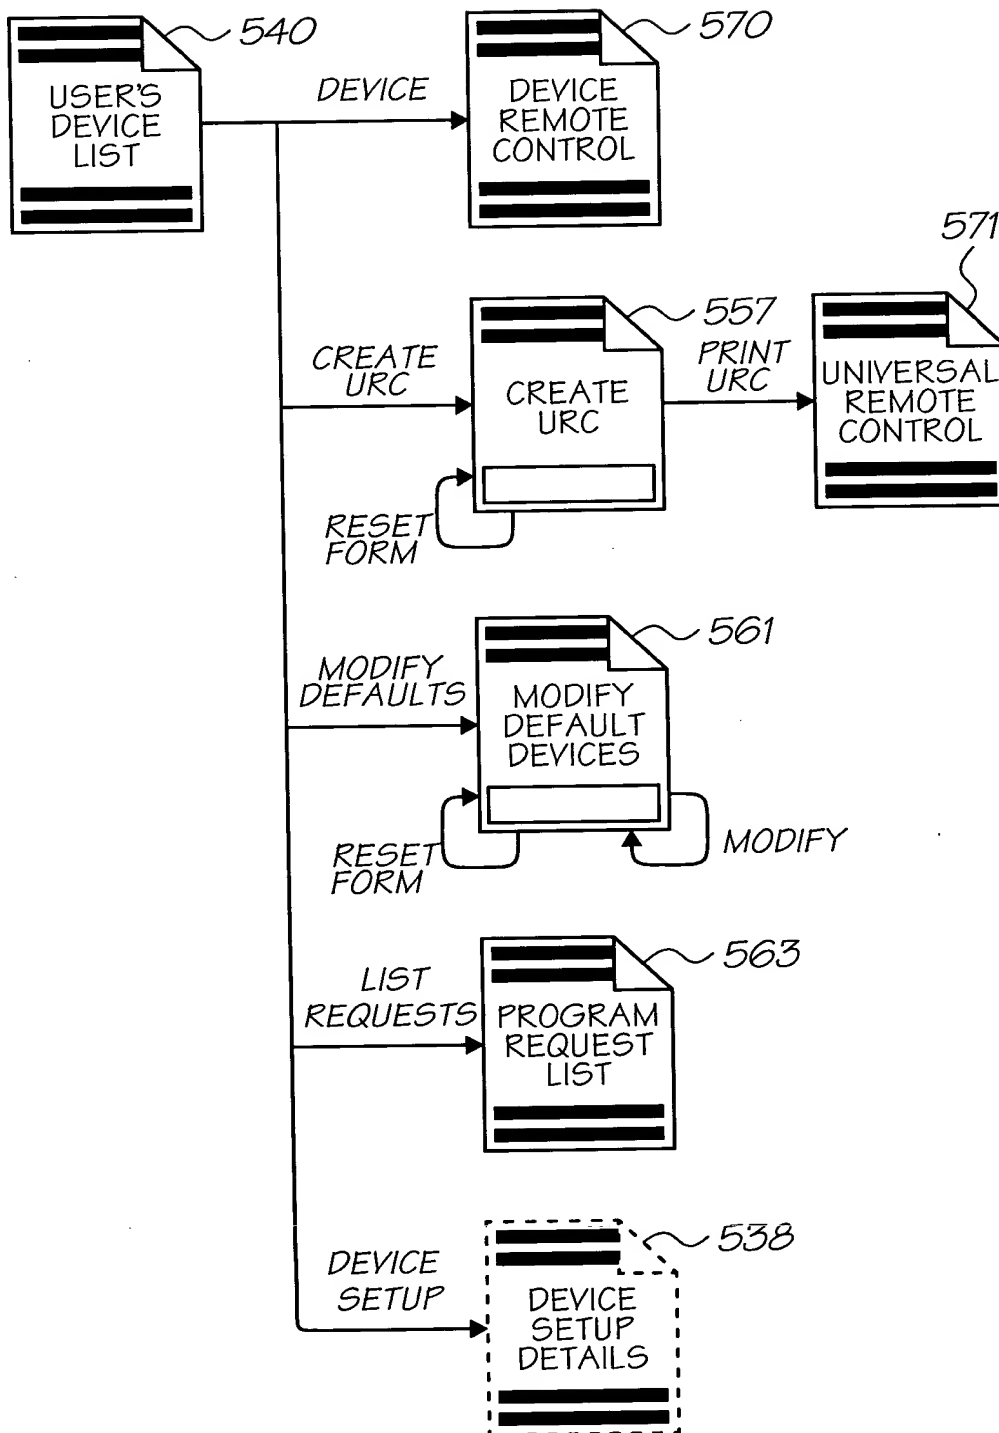 540
USER'S
DEVICE
LIST
DEVICE
570
DEVICE
REMOTE
CONTROL
571
CREATE
URC
557
CREATE
URC
PRINT
URC
UNIVERSAL
REMOTE
CONTROL
RESET
FORM
MODIFY
DEFAULTS
561
MODIFY
DEFAULT
DEVICES
RESET
FORM
MODIFY
LIST
REQUESTS
563
PROGRAM
REQUEST
LIST
DEVICE
SETUP
538
DEVICE
SETUP
DETAILS